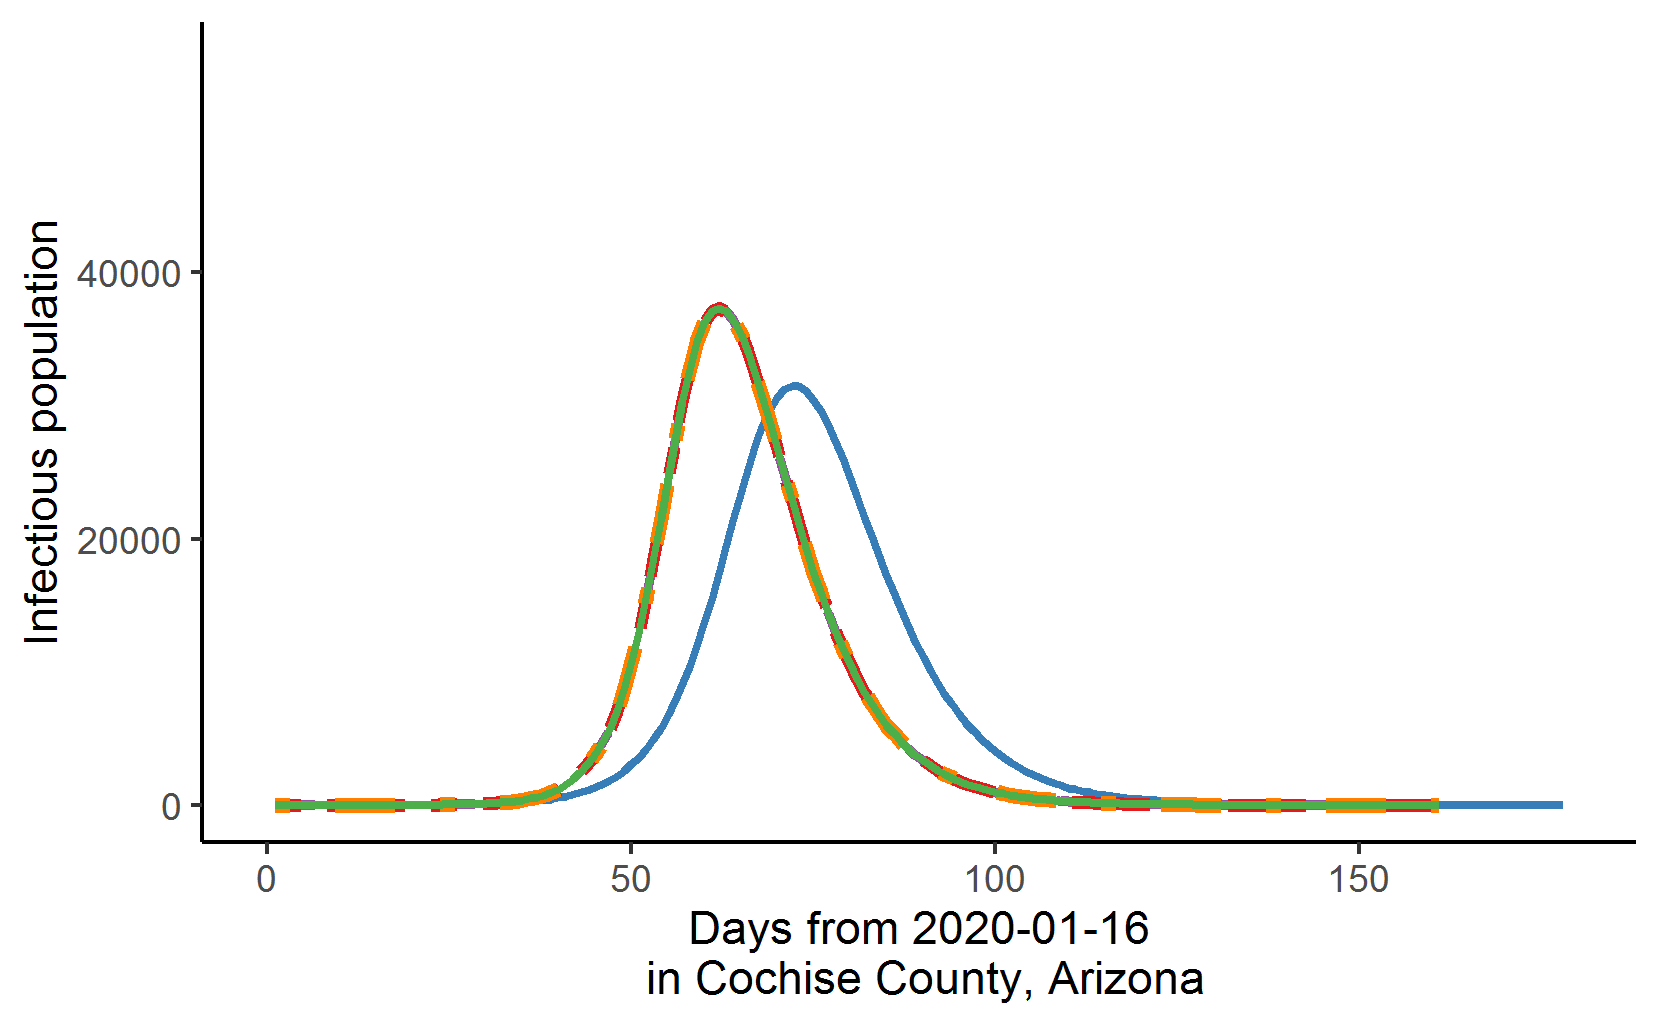 Infectious population
40000
20000
0
0 50 100 150
Days from 2020-01-16
in Cochise County, Arizona